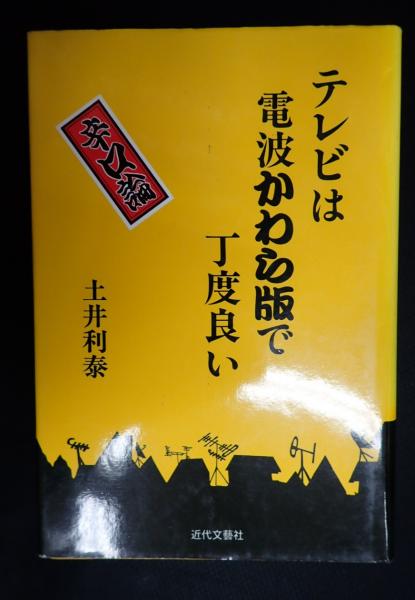 テレビは
電波かわら版で
丁度良い
土井利泰
近代文藝社